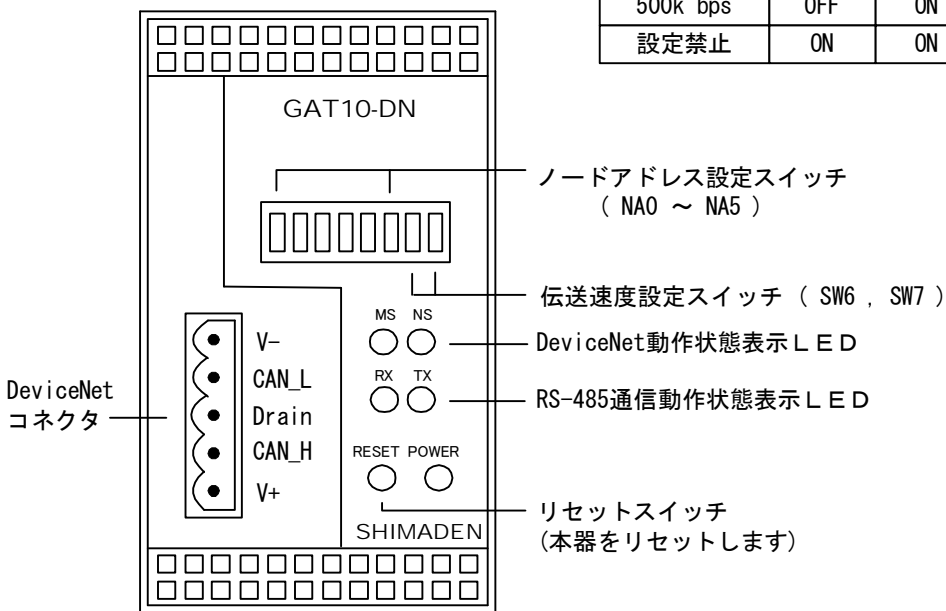 500k bps OFF ON
設定禁止 ON ON
GAT10-DN
ノードアドレス設定スイッチ
( NA0 ～ NA5 )
伝送速度設定スイッチ ( SW6 , SW7 )
MS NS
DeviceNet動作状態表示ＬＥＤ
RX TX
RS-485通信動作状態表示ＬＥＤ
DeviceNet
コネクタ
V-
CAN_L
Drain
CAN_H
V+
RESET POWER
リセットスイッチ
(本器をリセットします)
SHIMADEN